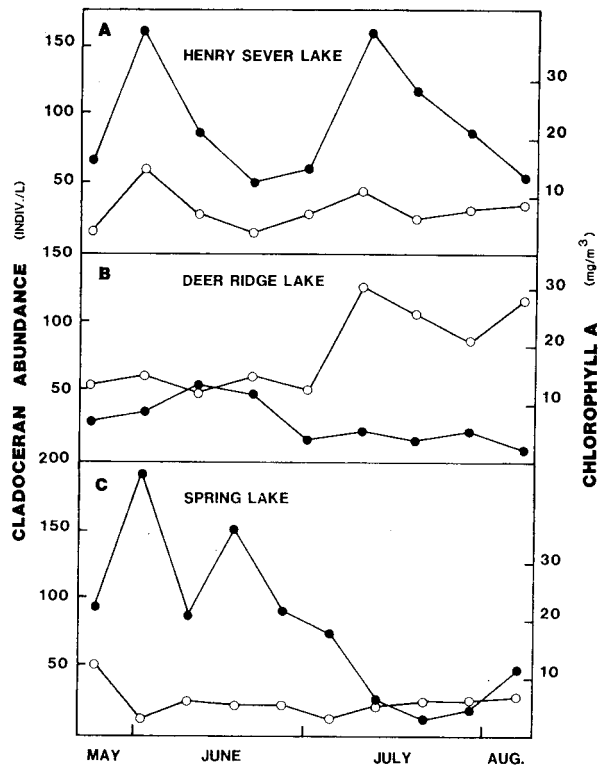 A
HENRY SEVER LAKE
150
100
50
30
20
10
150
B
DEER RIDGE LAKE
100
50
30
20
10
200
C
SPRING LAKE
150
100
50
30
20
10
MAY JUNE JULY AUG.
CLADOCERAN ABUNDANCE (INDIV./L)
CHLOROPHYLL A (mg/m³)